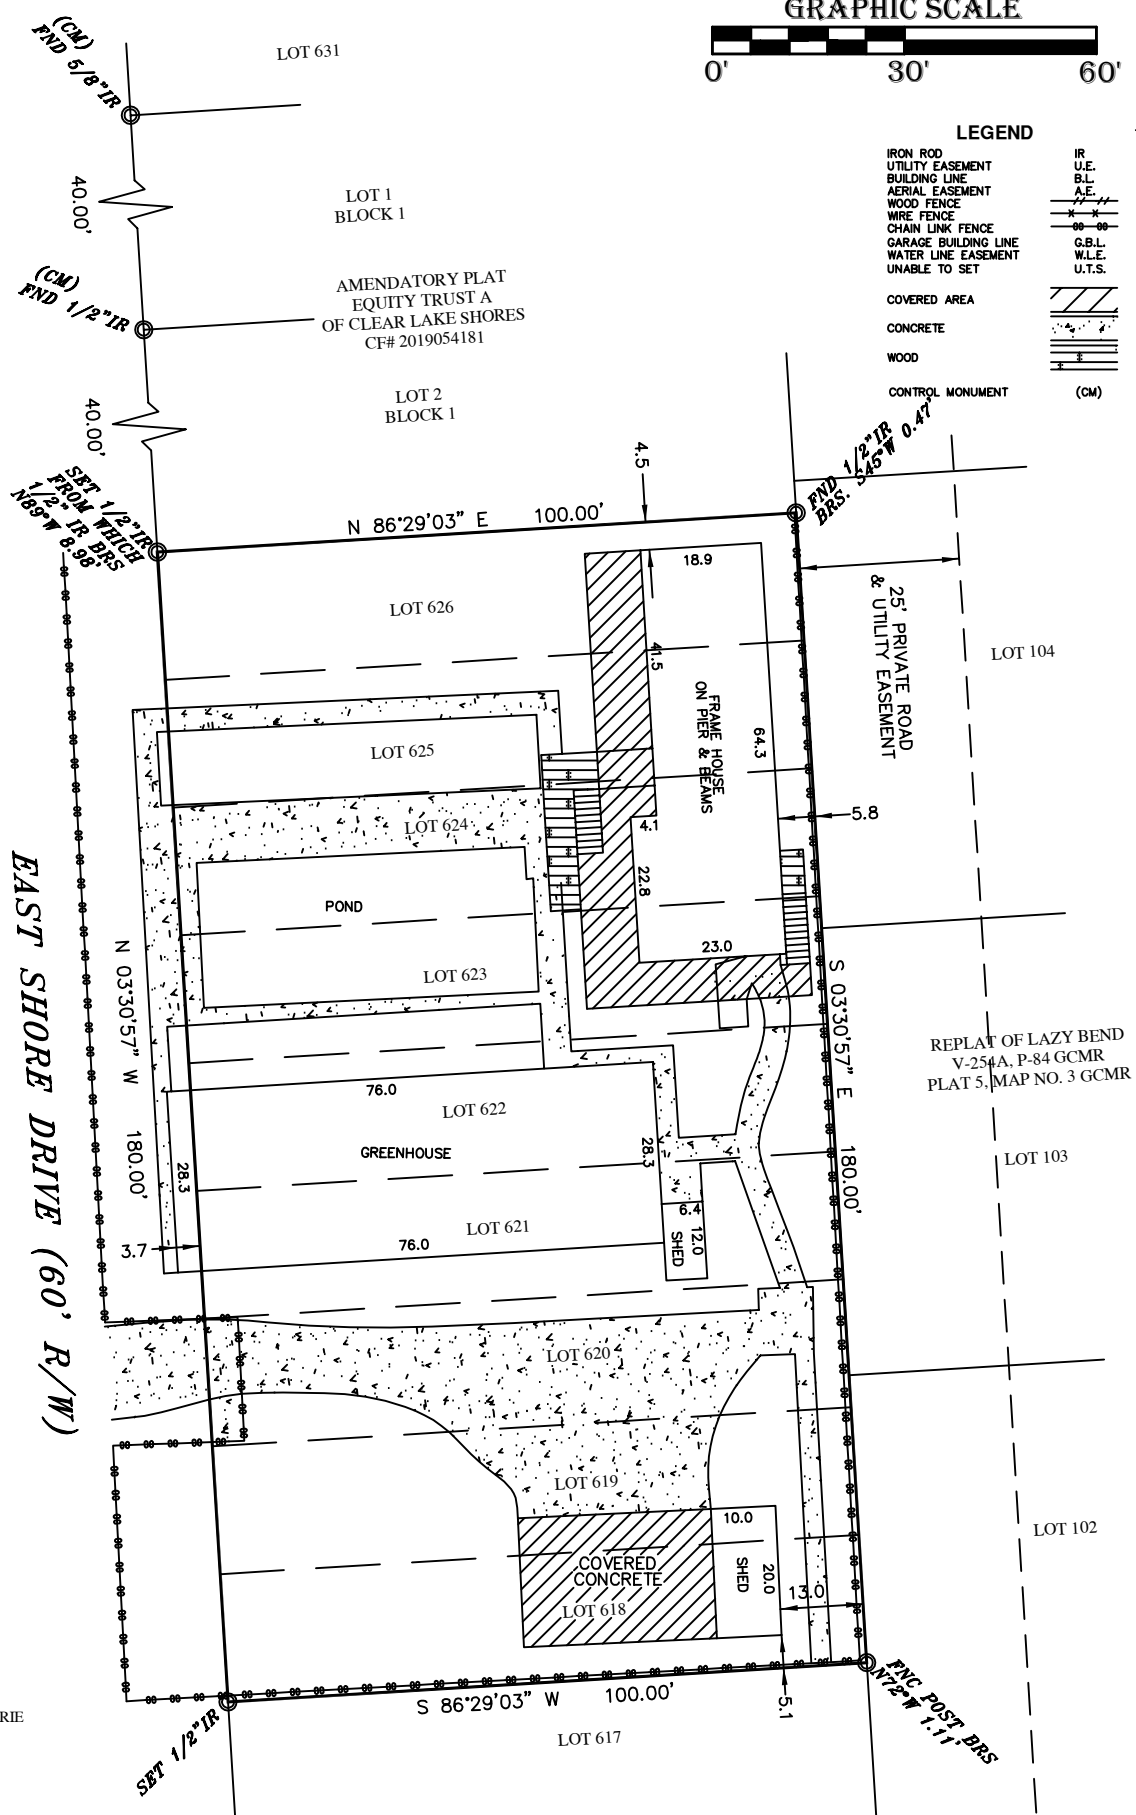 GRAPHIC SCALE
0' 30' 60'
LEGEND
IRON ROD IR
UTILITY EASEMENT U.E.
BUILDING LINE B.L.
AERIAL EASEMENT A.E.
WOOD FENCE
WIRE FENCE
CHAIN LINK FENCE
GARAGE BUILDING LINE G.B.L.
WATER LINE EASEMENT W.L.E.
UNABLE TO SET U.T.S.
COVERED AREA
CONCRETE
WOOD
CONTROL MONUMENT (CM)
(CM)
FND 5/8"IR
LOT 631
40.00'
LOT 1
BLOCK 1
(CM)
FND 1/2"IR
AMENDATORY PLAT
EQUITY TRUST A
OF CLEAR LAKE SHORES
CF# 2019054181
40.00'
LOT 2
BLOCK 1
SET 1/2"IR
FROM WHICH
1/2" IR BRS
N89°W 8.98'
N 86°29'03" E 100.00'
4.5
FND 1/2"IR
BRS. S45°W 0.47'
18.9
LOT 626
41.5
25' PRIVATE ROAD
& UTILITY EASEMENT
LOT 104
FRAME HOUSE
ON PIER & BEAMS
64.3
LOT 625
5.8
LOT 624
4.1
22.8
POND
23.0
LOT 623
N 03°30'57" W 180.00'
S 03°30'57" E 180.00'
REPLAT OF LAZY BEND
V-254A, P-84 GCMR
PLAT 5, MAP NO. 3 GCMR
76.0
LOT 622
GREENHOUSE
28.3
28.3
LOT 103
6.4
12.0
SHED
LOT 621
76.0
3.7
EAST SHORE DRIVE (60' R/W)
LOT 620
LOT 619
10.0
20.0
SHED
LOT 102
COVERED
CONCRETE
13.0
LOT 618
FNC POST BRS
N72°W 1.11'
S 86°29'03" W 100.00'
5.1
SET 1/2"IR
LOT 617
RIE